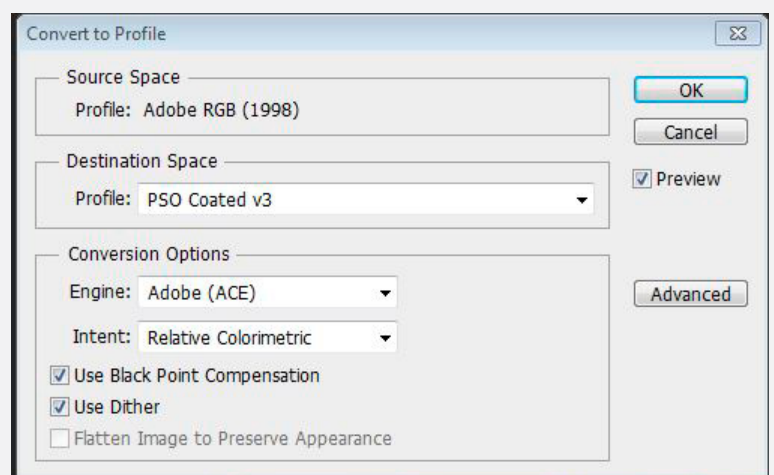 Convert to Profile
Source Space
Profile: Adobe RGB (1998)
OK
Cancel
Destination Space
Profile: PSO Coated v3
Preview
Conversion Options
Engine: Adobe (ACE)
Advanced
Intent: Relative Colorimetric
Use Black Point Compensation
Use Dither
Flatten Image to Preserve Appearance